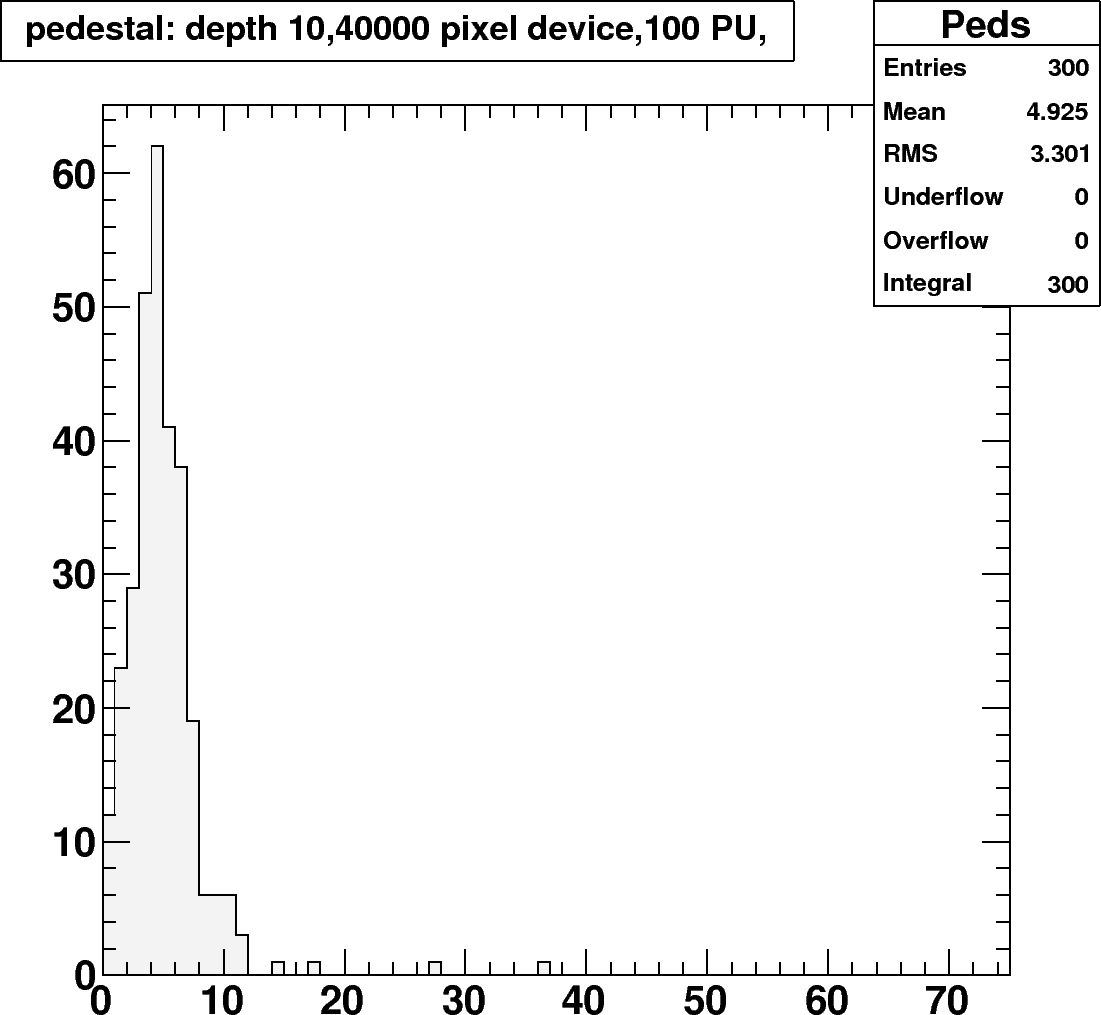 pedestal: depth 10,40000 pixel device,100 PU,
Peds
Entries 300
Mean 4.925
RMS 3.301
Underflow 0
Overflow 0
Integral 300
60
50
40
30
20
10
0
0 10 20 30 40 50 60 70